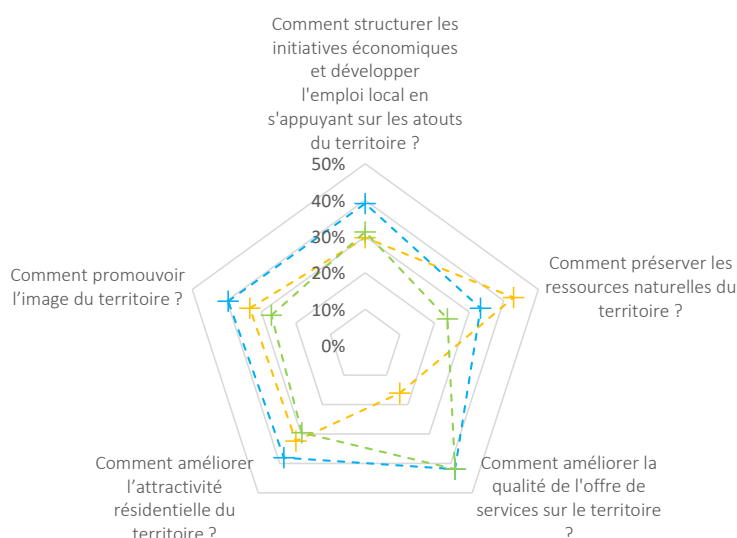 Comment structurer les
initiatives économiques
et développer
l'emploi local en
s'appuyant sur les atouts
du territoire ?
50%
40%
30%
20%
10%
0%
Comment promouvoir
l’image du territoire ?
Comment préserver les
ressources naturelles du
territoire ?
Comment améliorer
l’attractivité
résidentielle du
territoire ?
Comment améliorer la
qualité de l'offre de
services sur le territoire
?